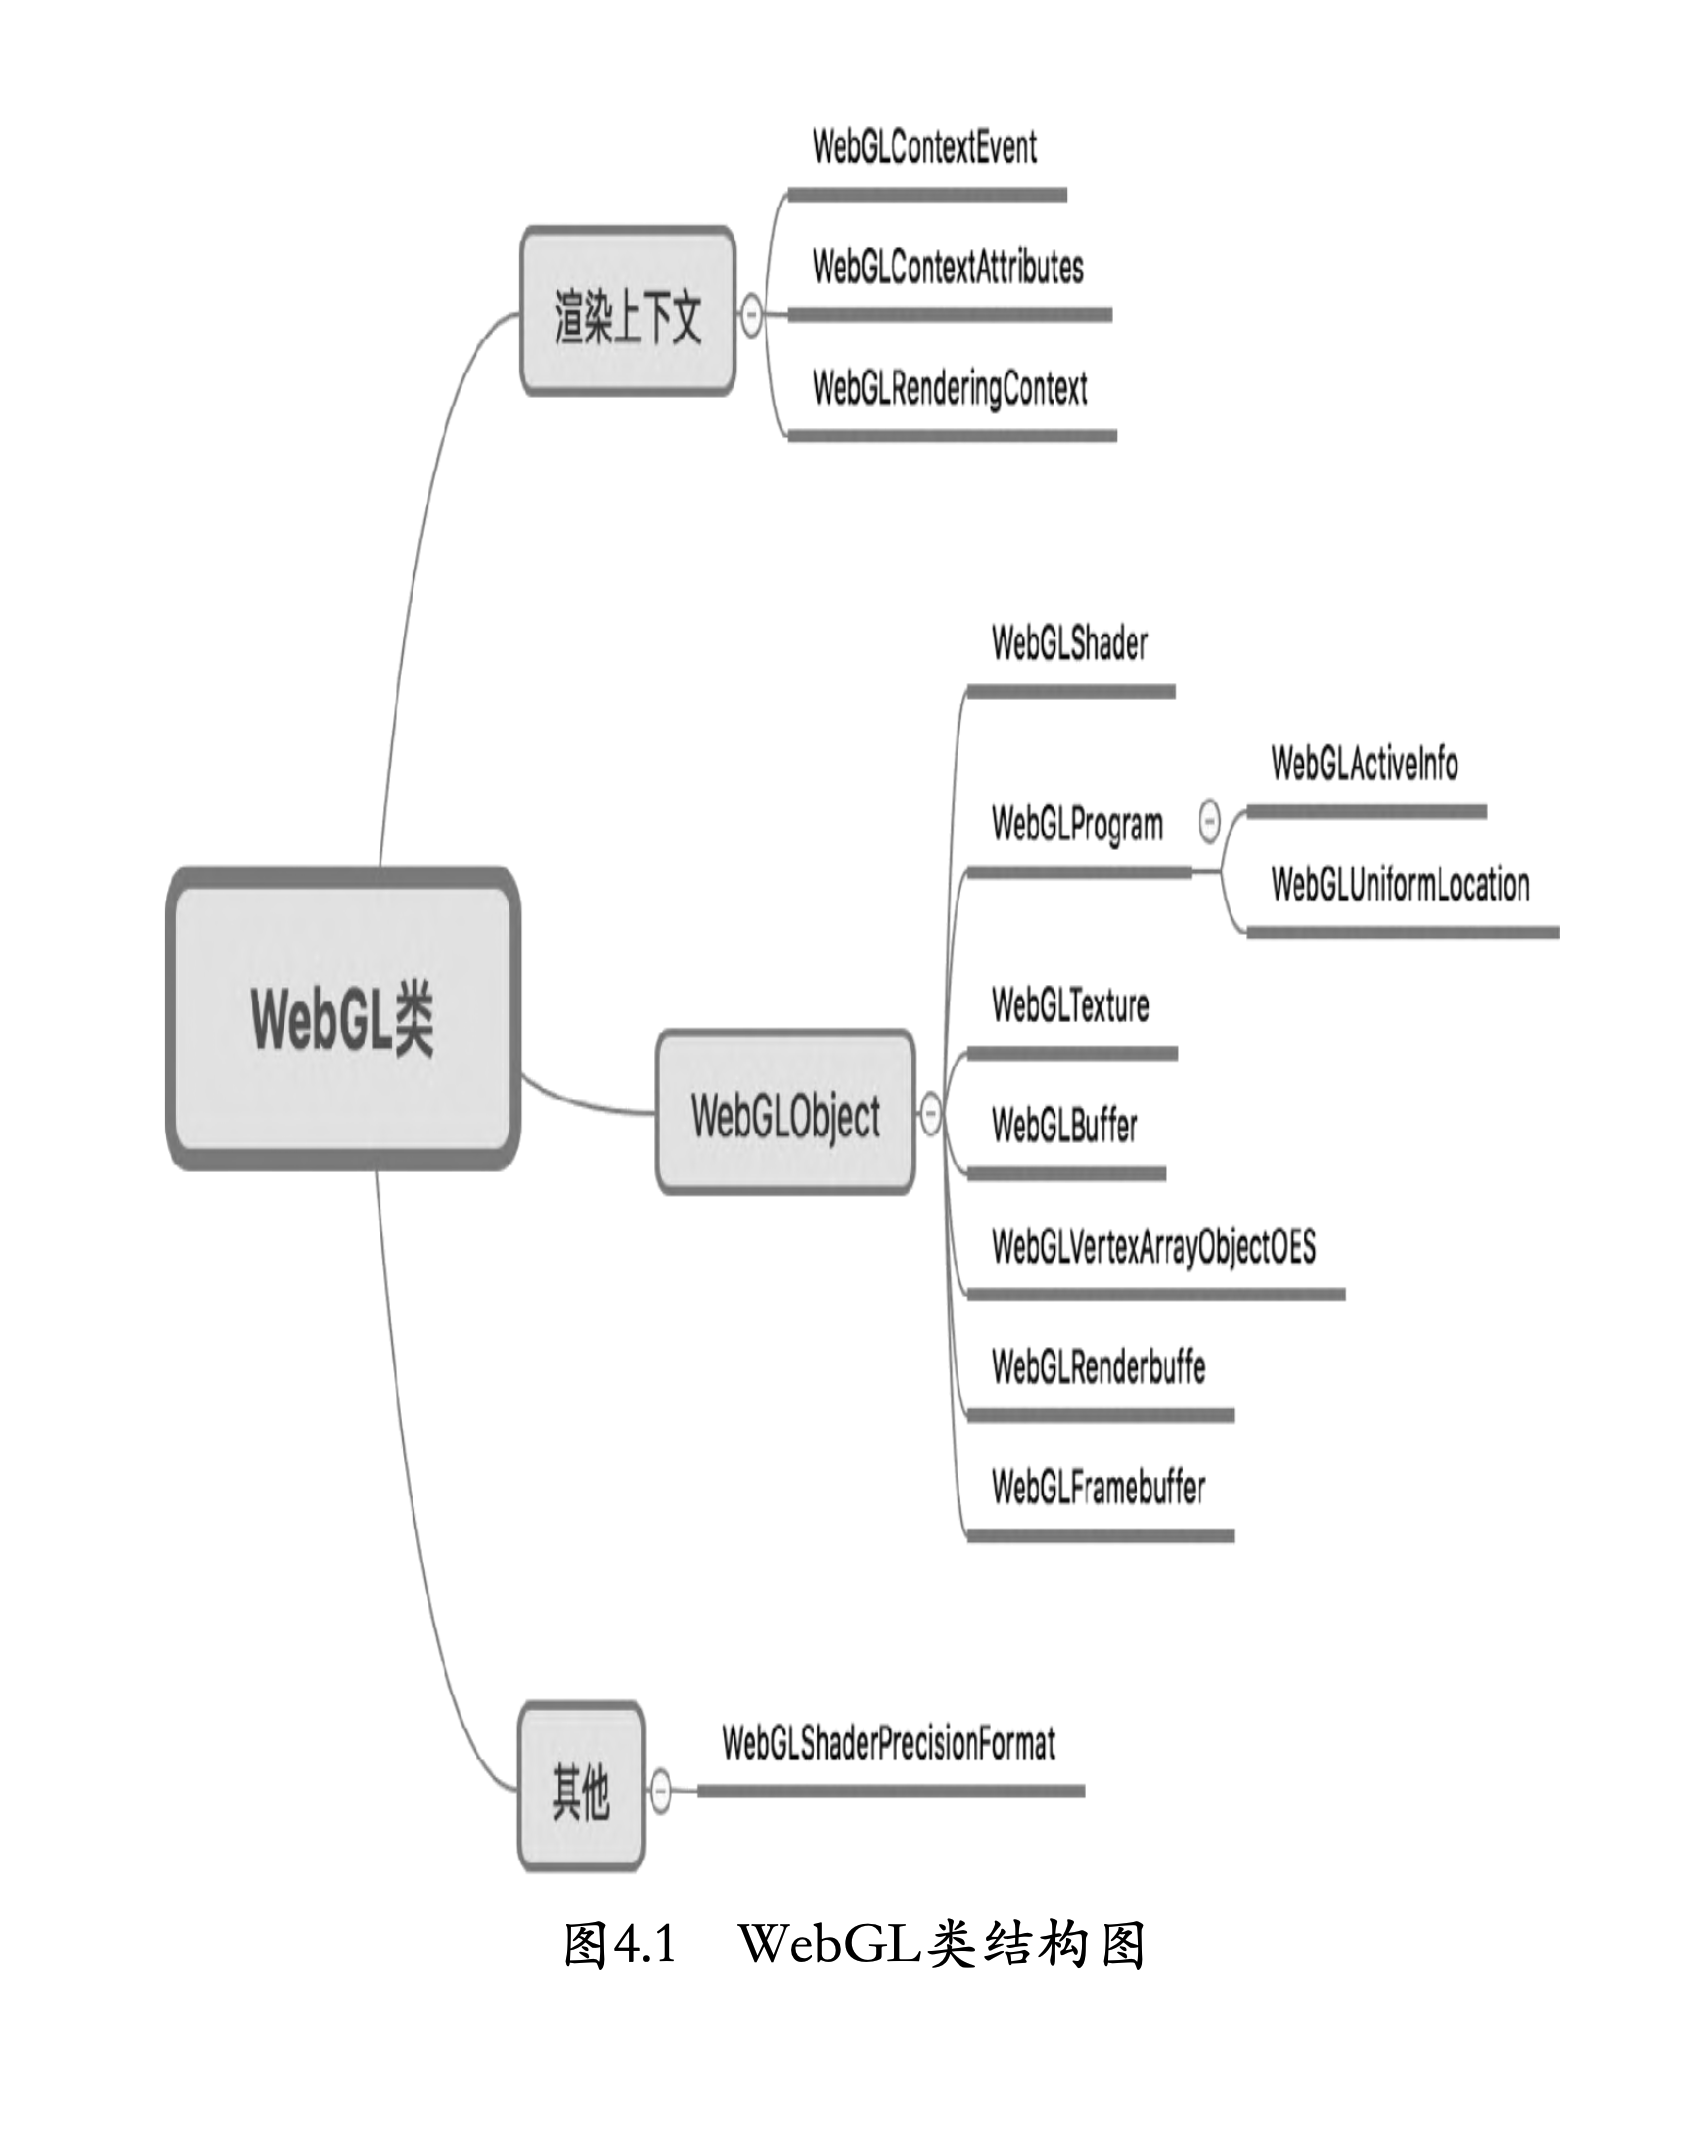 WebGLContextEvent
WebGLContextAttributes
渲染上下文
WebGLRenderingContext
WebGLShader
WebGLActiveInfo
WebGLProgram
WebGLUniformLocation
WebGL类
WebGLTexture
WebGLObject
WebGLBuffer
WebGLVertexArrayObjectOES
WebGLRenderbuffe
WebGLFramebuffer
WebGLShaderPrecisionFormat
其他
图4.1 WebGL类结构图